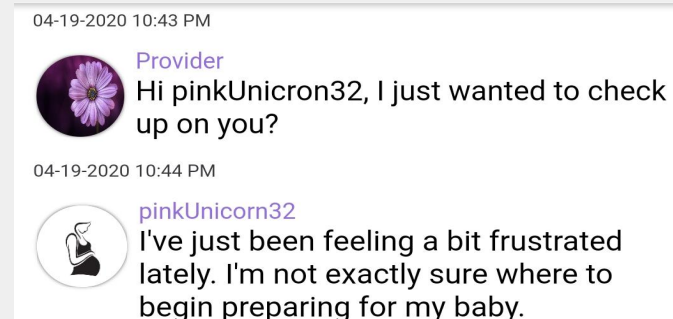 04-19-2020 10:43 PM
Provider
Hi pinkUnicron32, I just wanted to check
up on you?
04-19-2020 10:44 PM
pinkUnicorn32
I've just been feeling a bit frustrated
lately. I'm not exactly sure where to
begin preparing for my baby.